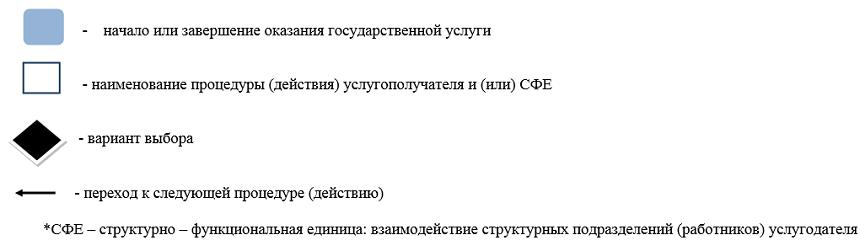 - начало или завершение оказания государственной услуги
- наименование процедуры (действия) услугополучателя и (или) СФЕ
- вариант выбора
- переход к следующей процедуре (действию)
*СФЕ – структурно – функциональная единица: взаимодействие структурных подразделений (работников) услугодателя